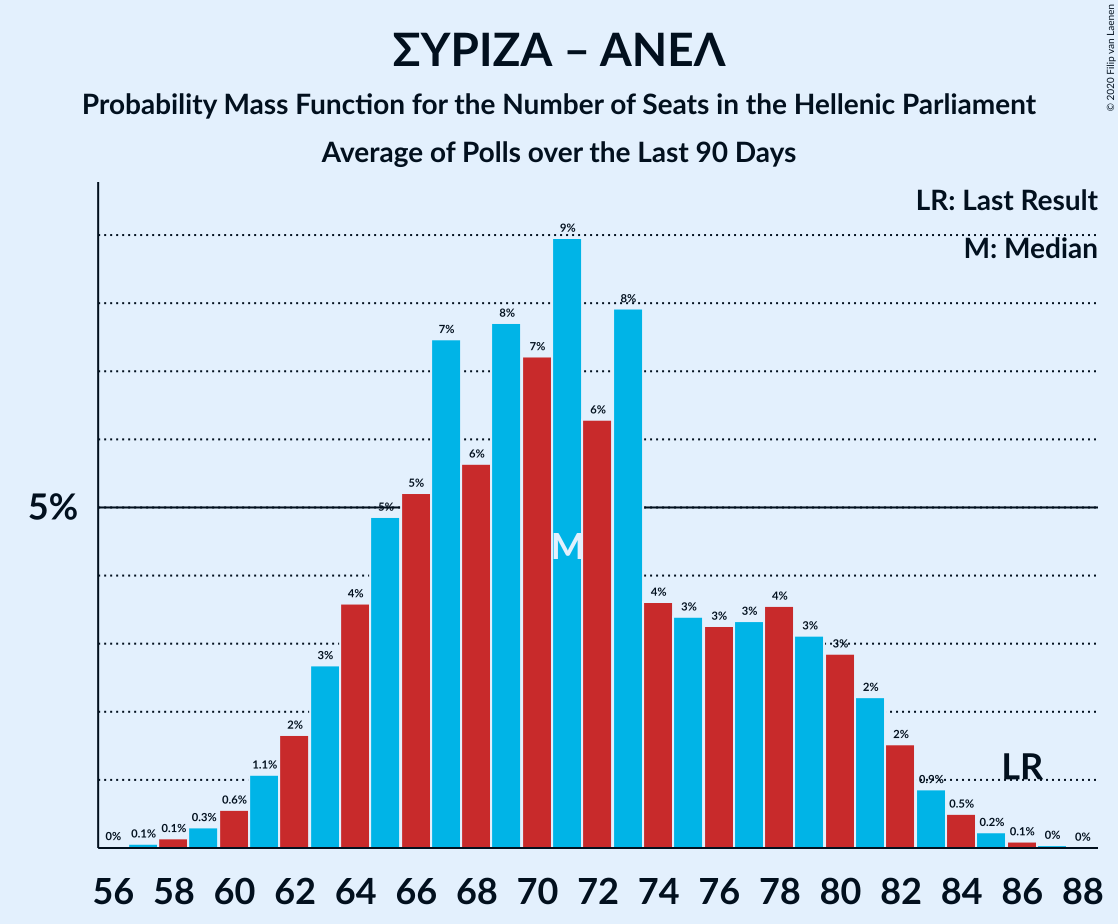 ΣΥΡΙΖΑ – ΑΝΕΛ
Probability Mass Function for the Number of Seats in the Hellenic Parliament
Average of Polls over the Last 90 Days
© 2020 Filip van Laenen
LR: Last Result
M: Median
5%
0% 0.1% 0.1% 0.3% 0.6% 1.1% 2% 3% 4% 5% 5% 7% 6% 8% 7% 9% 6% 8% 4% 3% 3% 3% 4% 3% 3% 2% 2% 0.9% 0.5% 0.2% 0.1% 0% 0%
M
LR
56 58 60 62 64 66 68 70 72 74 76 78 80 82 84 86 88